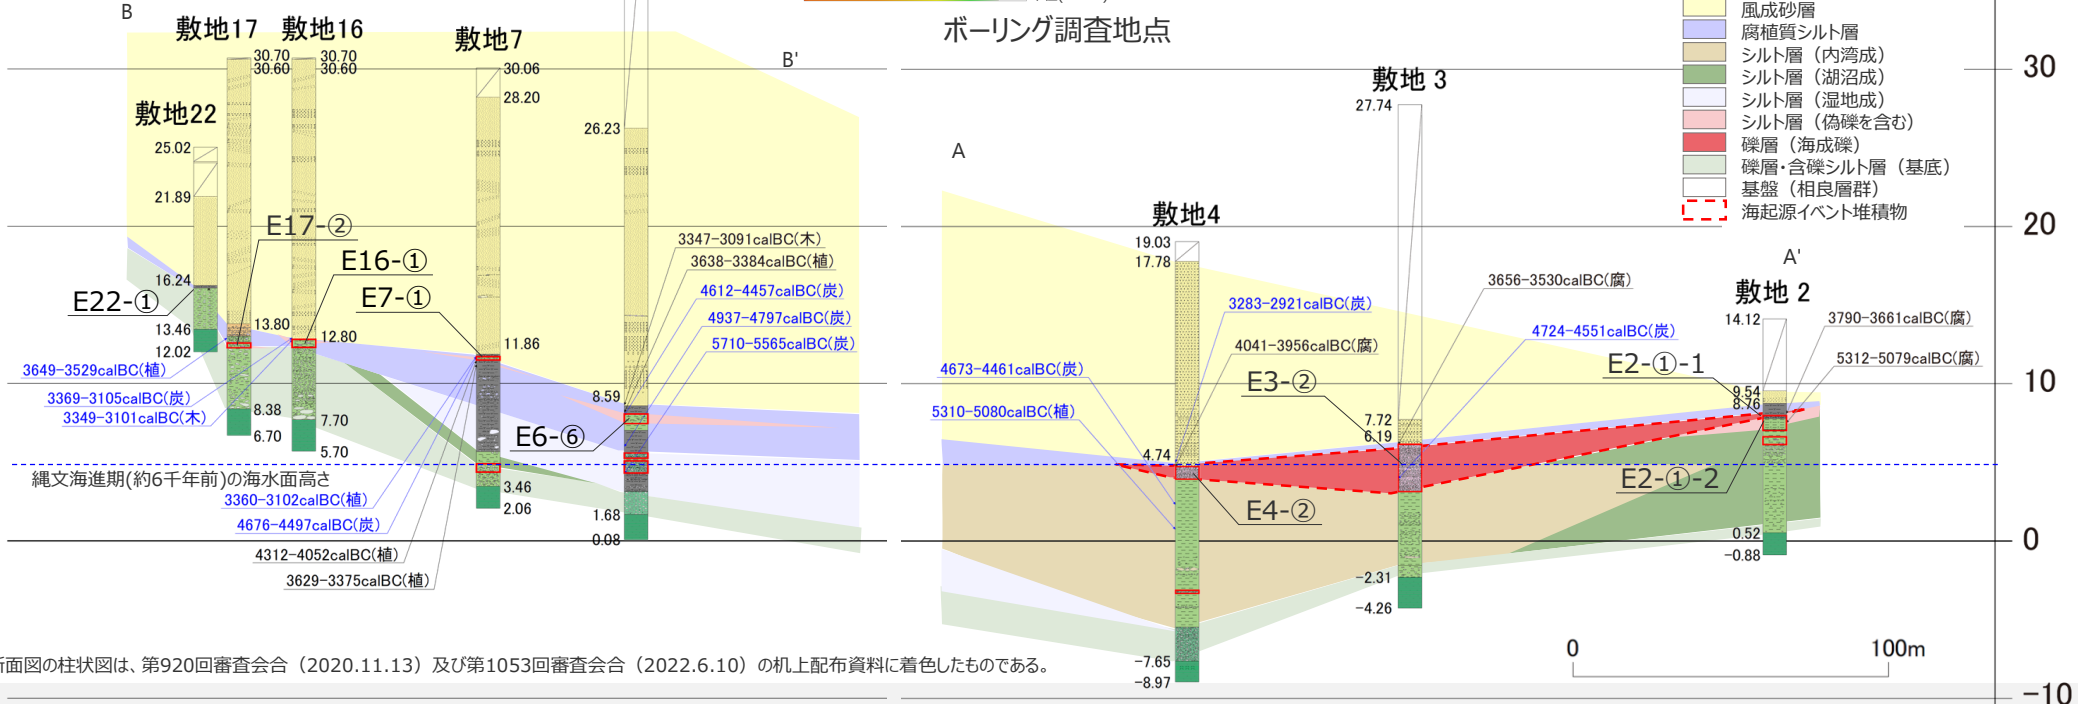 ボーリング調査地点
B
敷地17
敷地16
敷地7
B'
敷地22
30.70
30.60
30.70
30.60
30.06
28.20
26.23
25.02
21.89
16.24
13.46
12.02
13.80
12.80
11.86
8.59
8.38
6.70
7.70
5.70
3.46
2.06
1.68
0.08
E17-②
E16-①
E7-①
E22-①
E6-⑥
3347-3091calBC(木)
3638-3384calBC(植)
4612-4457calBC(炭)
4937-4797calBC(炭)
5710-5565calBC(炭)
3649-3529calBC(植)
3369-3105calBC(炭)
3349-3101calBC(木)
縄文海進期(約6千年前)の海水面高さ
3360-3102calBC(植)
4676-4497calBC(炭)
4312-4052calBC(植)
3629-3375calBC(植)
A
敷地4
敷地 3
A'
敷地 2
19.03
17.78
4.74
-7.65
-8.97
27.74
7.72
6.19
-2.31
-4.26
14.12
9.54
8.76
0.52
-0.88
3283-2921calBC(炭)
4041-3956calBC(腐)
4673-4461calBC(炭)
5310-5080calBC(植)
3656-3530calBC(腐)
4724-4551calBC(炭)
3790-3661calBC(腐)
5312-5079calBC(腐)
E3-②
E4-②
E2-①-1
E2-①-2
風成砂層
腐植質シルト層
シルト層（内湾成）
シルト層（湖沼成）
シルト層（湿地成）
シルト層（偽礫を含む）
礫層（海成礫）
礫層・含礫シルト層（基底）
基盤（相良層群）
海起源イベント堆積物
30
20
10
0
-10
0
100m
面図の柱状図は、第920回審査会合（2020.11.13）及び第1053回審査会合（2022.6.10）の机上配布資料に着色したものである。